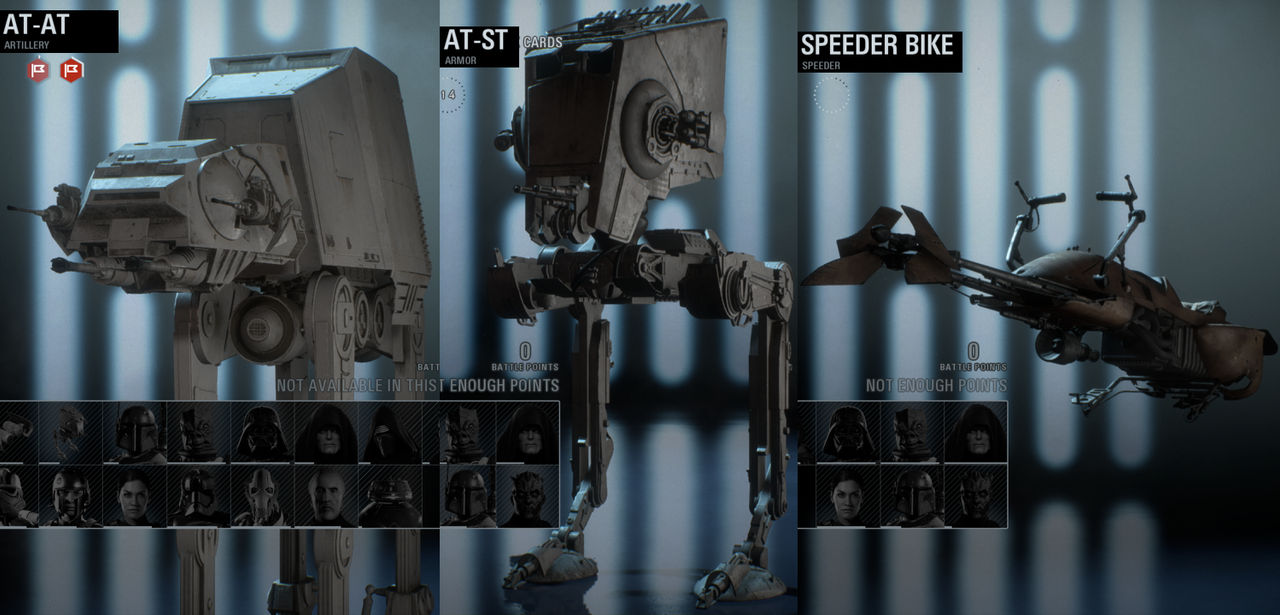 AT-AT
ARTILLERY
AT-ST
CARDS
ARMOR
14
SPEEDER BIKE
SPEEDER
BATT
NOT AVAILABLE IN THIS
0
BATTLE POINTS
T ENOUGH POINTS
0
BATTLE POINTS
NOT ENOUGH POINTS